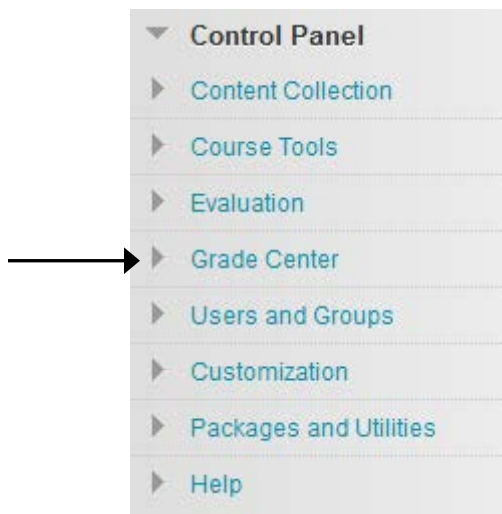 Control Panel
Content Collection
Course Tools
Evaluation
Grade Center
Users and Groups
Customization
Packages and Utilities
Help